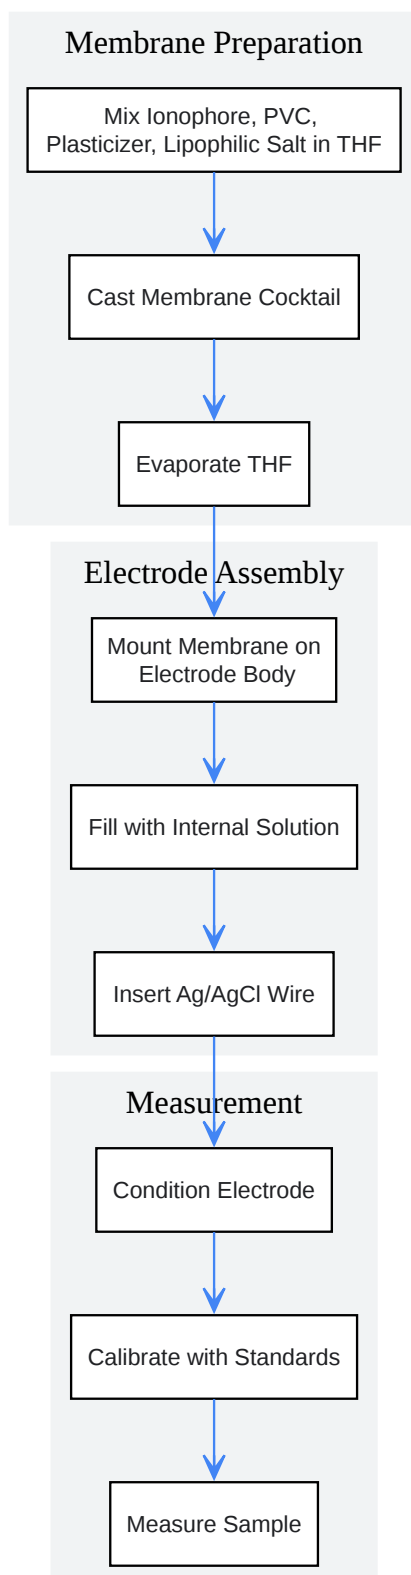 Membrane Preparation
Mix Ionophore, PVC,
Plasticizer, Lipophilic Salt in THF
Cast Membrane Cocktail
Evaporate THF
Electrode Assembly
Mount Membrane on
Electrode Body
Fill with Internal Solution
Insert Ag/AgCl Wire
Measurement
Condition Electrode
Calibrate with Standards
Measure Sample